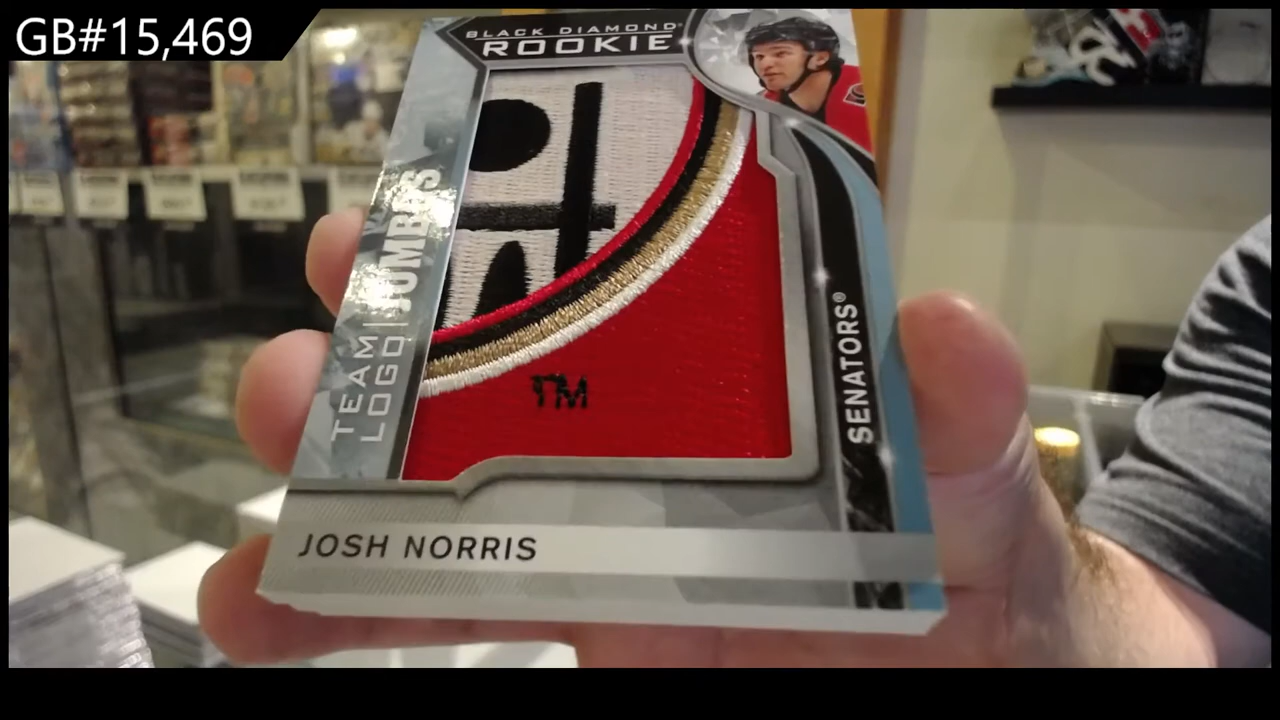 GB#15,469
BLACK DIAMOND®
ROOKIE
TEAM
LOGO | JUMBOS
TM
SENATORS®
JOSH NORRIS